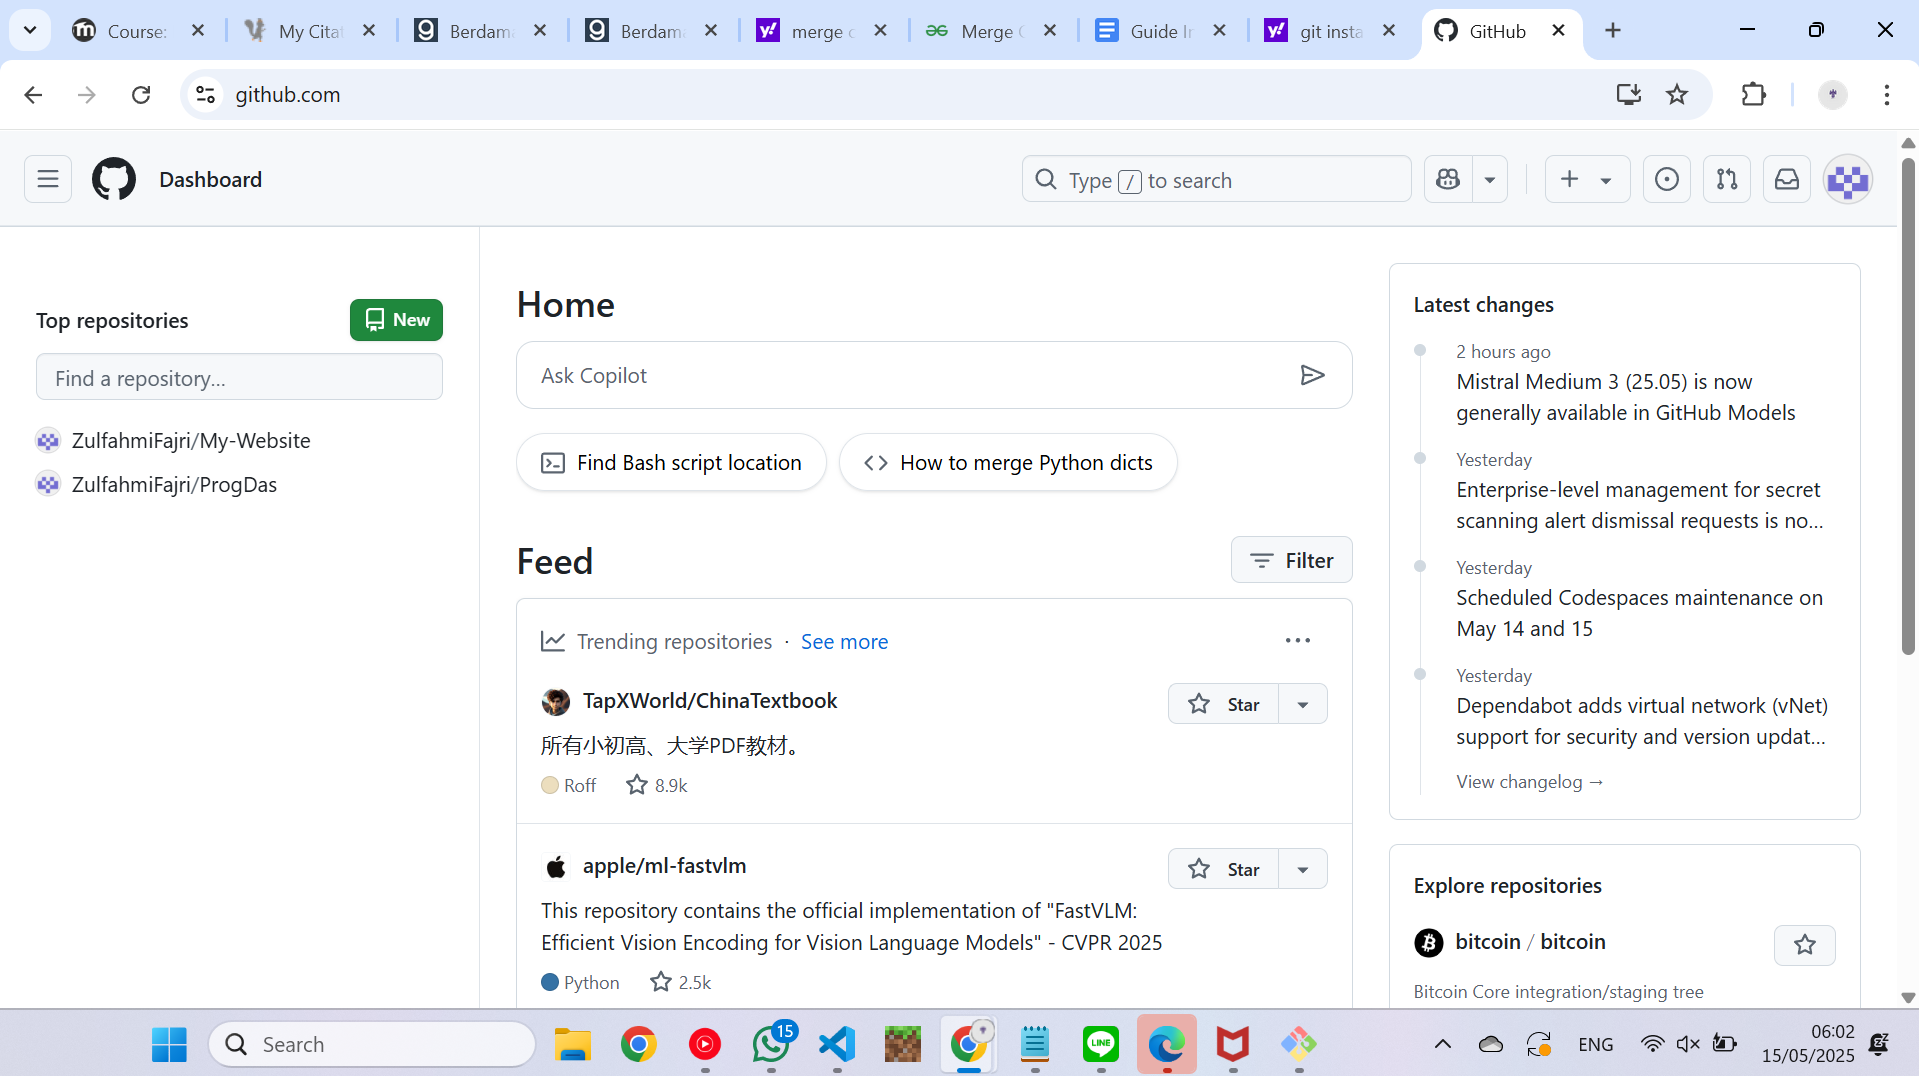 Course:
My Citat
Berdama
Berdama
merge c
Merge
Guide In
git insta
GitHub
github.com
Dashboard
Type / to search
Top repositories
New
Find a repository...
ZulfahmiFajri/My-Website
ZulfahmiFajri/ProgDas
Home
Ask Copilot
Find Bash script location
How to merge Python dicts
Feed
Filter
Trending repositories · See more
TapXWorld/ChinaTextbook
Star
所有小初高、大学PDF教材。
Roff
8.9k
apple/ml-fastvlm
Star
This repository contains the official implementation of "FastVLM:
Efficient Vision Encoding for Vision Language Models" - CVPR 2025
Python
2.5k
Latest changes
2 hours ago
Mistral Medium 3 (25.05) is now
generally available in GitHub Models
Yesterday
Enterprise-level management for secret
scanning alert dismissal requests is no...
Yesterday
Scheduled Codespaces maintenance on
May 14 and 15
Yesterday
Dependabot adds virtual network (vNet)
support for security and version updat...
View changelog →
Explore repositories
bitcoin / bitcoin
Bitcoin Core integration/staging tree
Search
15
LINE
ENG
06:02
15/05/2025